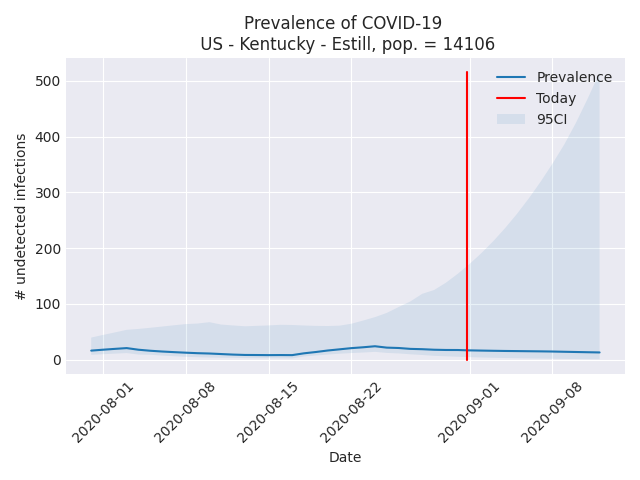 Prevalence of COVID-19
US - Kentucky - Estill, pop. = 14106
Prevalence
Today
95CI
# undetected infections
500
400
300
200
100
0
2020-08-01
2020-08-08
2020-08-15
2020-08-22
2020-09-01
2020-09-08
Date